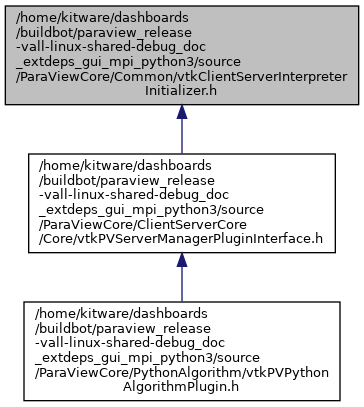 /home/kitware/dashboards
/buildbot/paraview_release
-vall-linux-shared-debug_doc
_extdeps_gui_mpi_python3/source
/ParaViewCore/Common/vtkClientServerInterpreter
Initializer.h
/home/kitware/dashboards
/buildbot/paraview_release
-vall-linux-shared-debug_doc
_extdeps_gui_mpi_python3/source
/ParaViewCore/ClientServerCore
/Core/vtkPVServerManagerPluginInterface.h
/home/kitware/dashboards
/buildbot/paraview_release
-vall-linux-shared-debug_doc
_extdeps_gui_mpi_python3/source
/ParaViewCore/PythonAlgorithm/vtkPVPython
AlgorithmPlugin.h